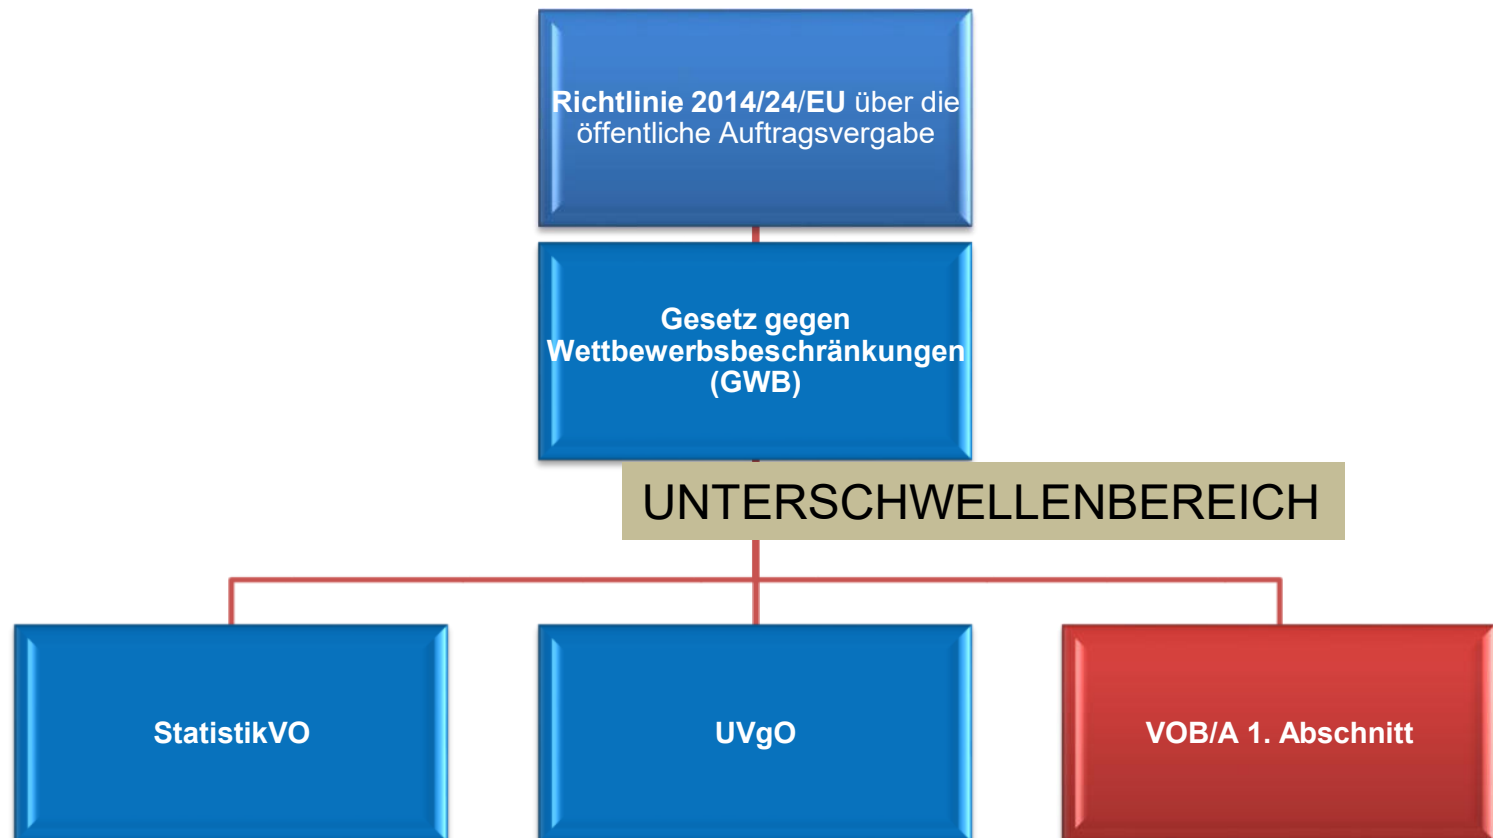 Richtlinie 2014/24/EU über die
öffentliche Auftragsvergabe
Gesetz gegen
Wettbewerbsbeschränkungen
(GWB)
UNTERSCHWELLENBEREICH
StatistikVO
UVgO
VOB/A 1. Abschnitt